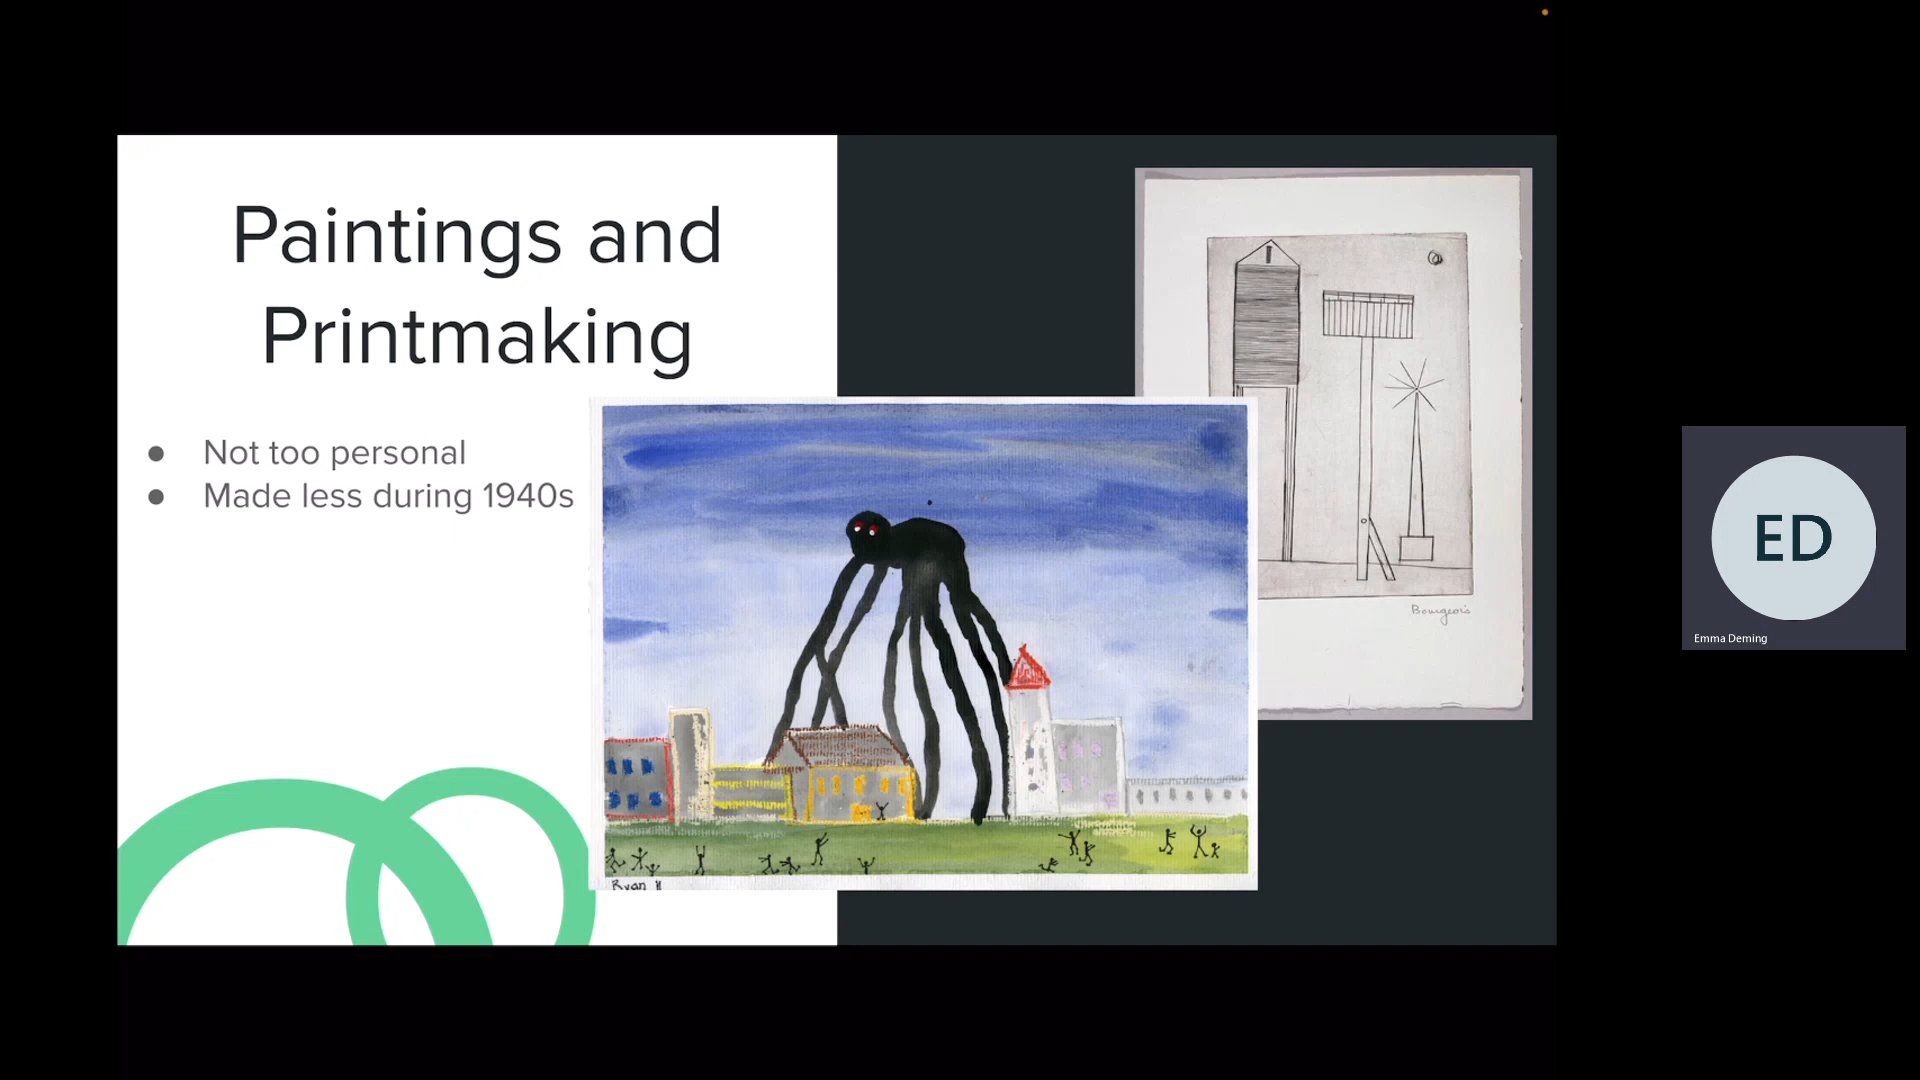 Paintings and
Printmaking
● Not too personal
● Made less during 1940s
Bourgeois
Ryan H
ED
Emma Deming